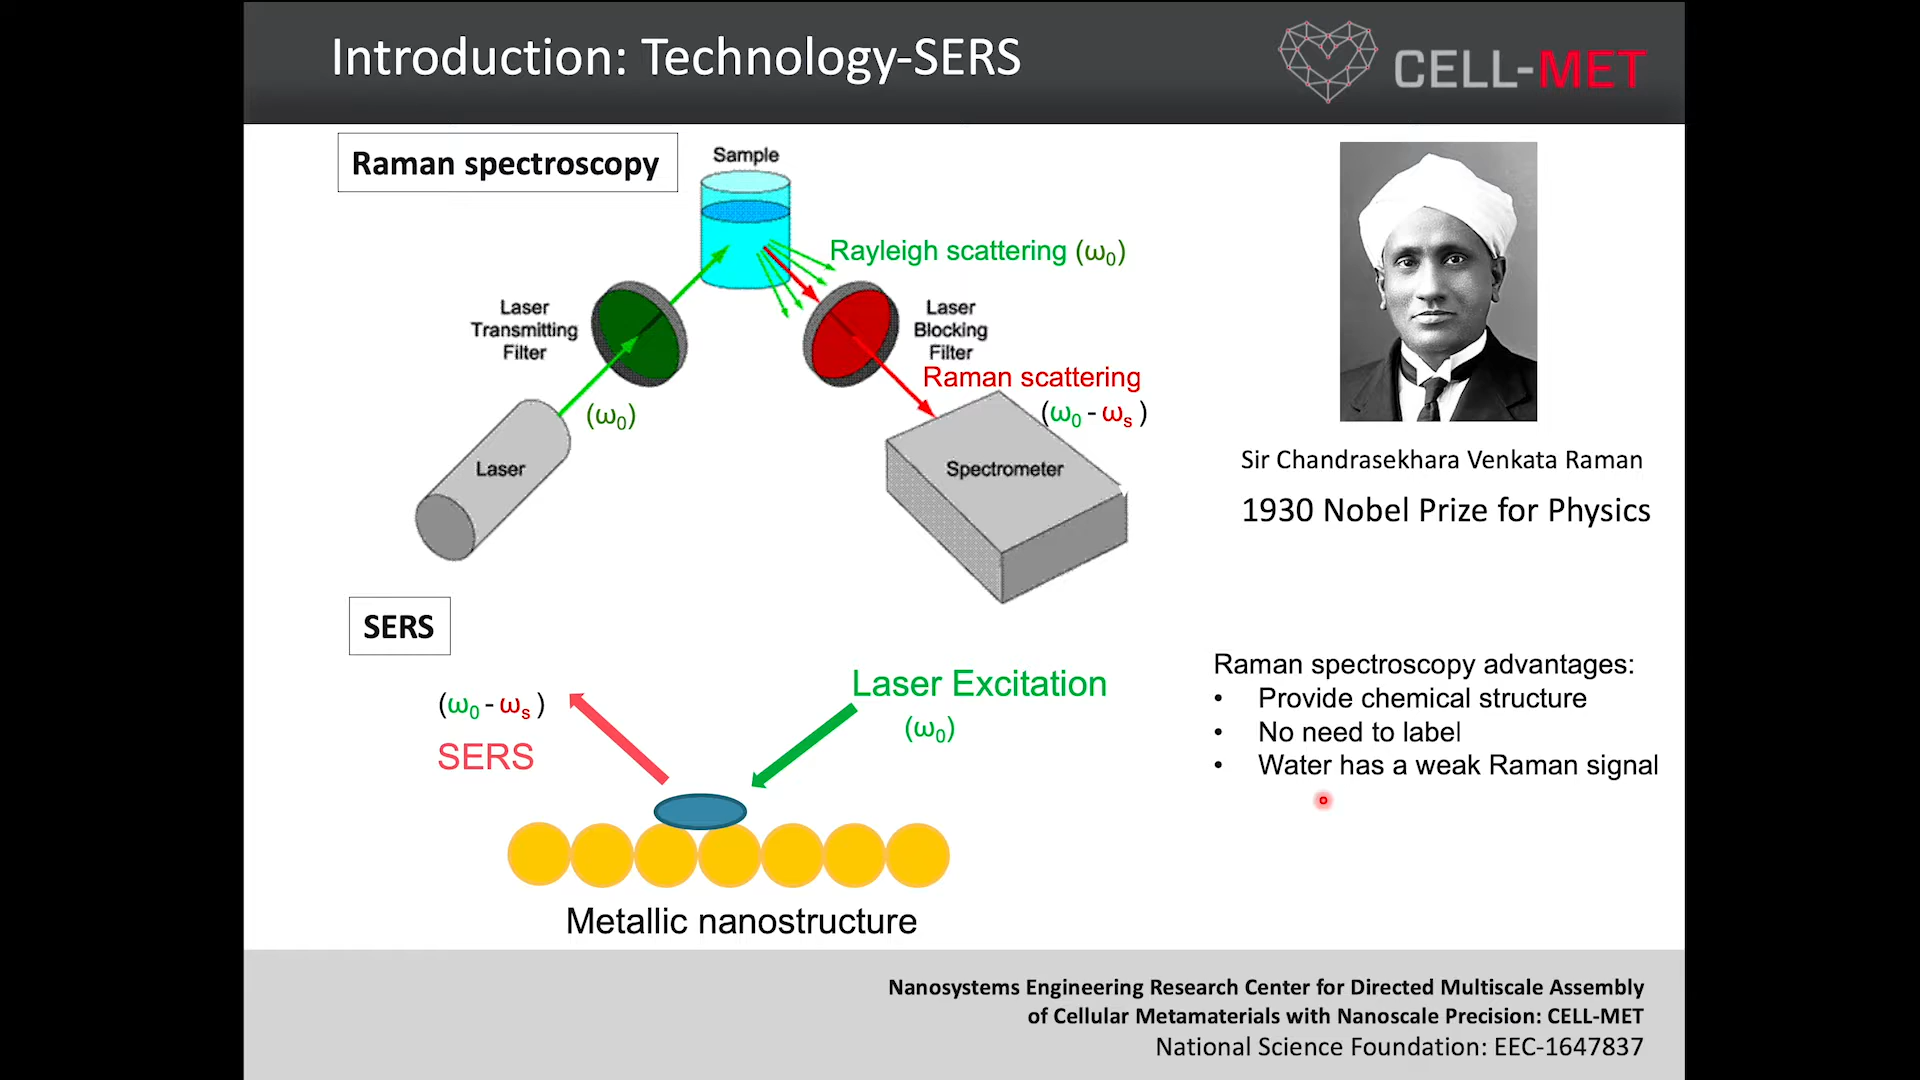 Introduction: Technology-SERS
CELL-MET
Raman spectroscopy
Sample
Rayleigh scattering (ω0)
Laser
Transmitting
Filter
Laser
Blocking
Filter
Raman scattering
(ω0 - ωs )
(ω0)
Laser
Spectrometer
Sir Chandrasekhara Venkata Raman
1930 Nobel Prize for Physics
SERS
(ω0 - ωs )
SERS
Laser Excitation
(ω0)
Metallic nanostructure
Raman spectroscopy advantages:
• Provide chemical structure
• No need to label
• Water has a weak Raman signal
Nanosystems Engineering Research Center for Directed Multiscale Assembly
of Cellular Metamaterials with Nanoscale Precision: CELL-MET
National Science Foundation: EEC-1647837